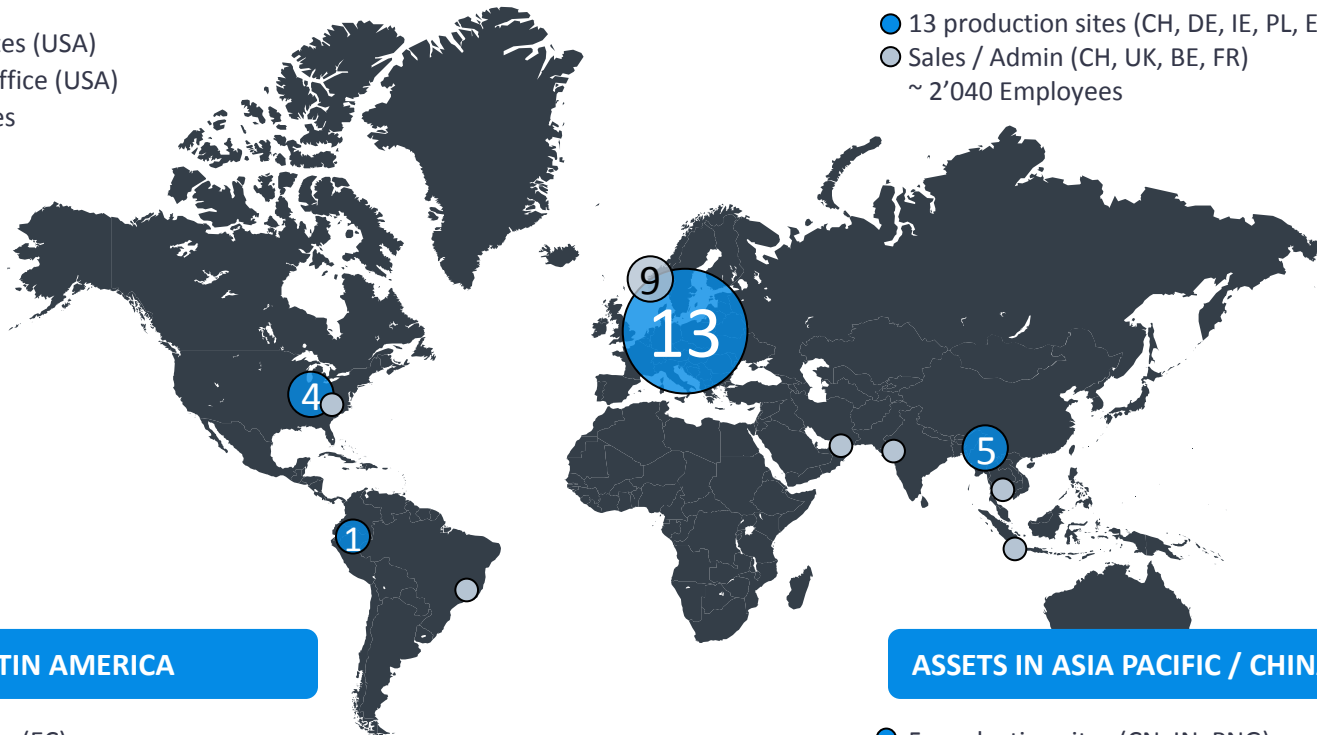 13 production sites (CH, DE, IE, PL, E
tes (USA)
Sales / Admin (CH, UK, BE, FR)
ffice (USA)
~ 2’040 Employees
es
9
13
4
5
1
TIN AMERICA
ASSETS IN ASIA PACIFIC / CHIN